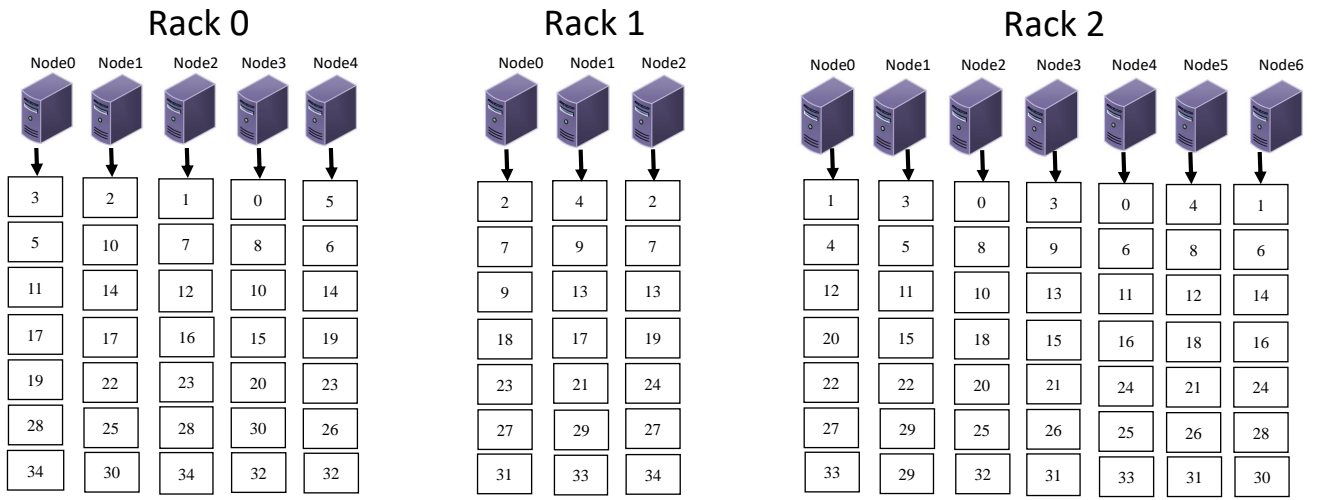 Rack 0 Rack 1 Rack 2
Node0 Node1 Node2 Node3 Node4 Node0 Node1 Node2 Node0 Node1 Node2 Node3 Node4 Node5 Node6
3 2 1 0 5 2 4 2 1 3 0 3 0 4 1
5 10 7 8 6 7 9 7 4 5 8 9 6 8 6
11 14 12 10 14 9 13 13 12 11 10 13 11 12 14
17 17 16 15 19 18 17 19 20 15 18 15 16 18 16
19 22 23 20 23 23 21 24 22 22 20 21 24 21 24
28 25 28 30 26 27 29 27 27 29 25 26 25 26 28
34 30 34 32 32 31 33 34 33 29 32 31 33 31 30